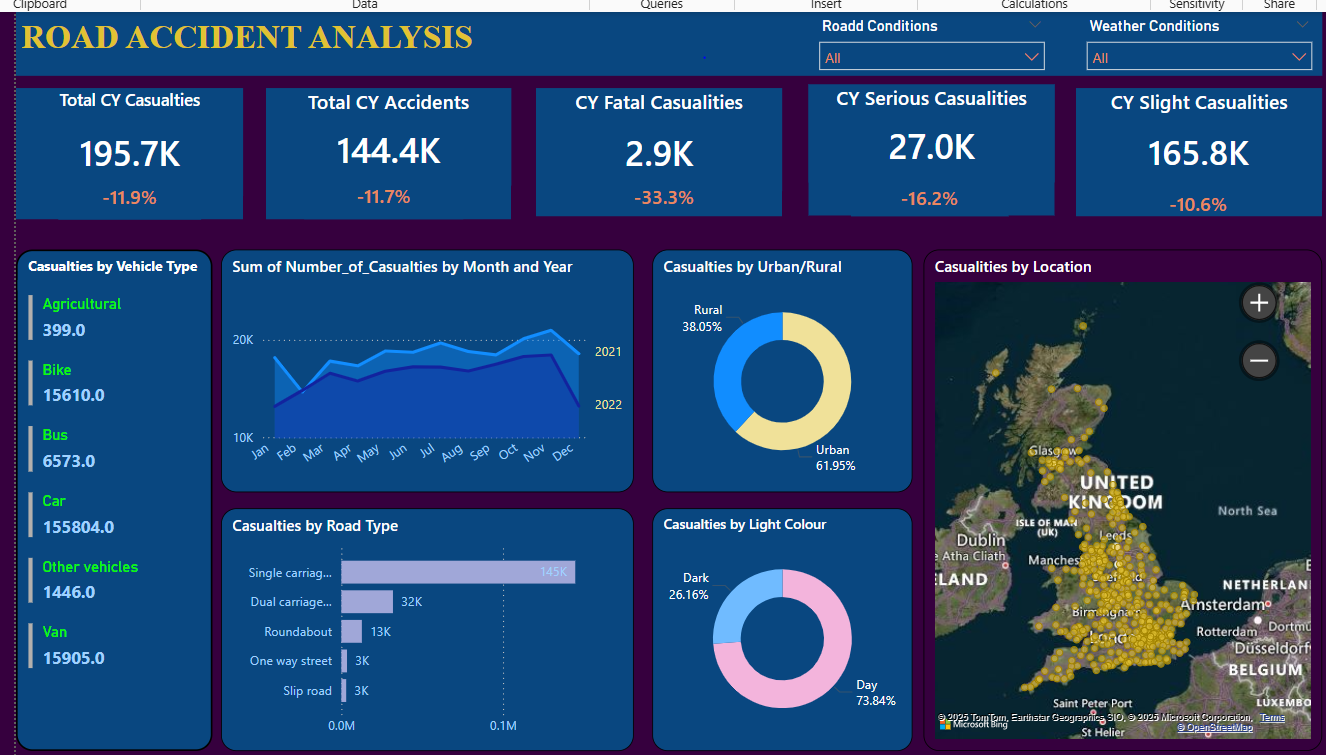 Clipboard
Data
Queries
Insert
Calculations
Sensitivity
Share
ROAD ACCIDENT ANALYSIS
Roadd Conditions
All
Weather Conditions
All
Total CY Casualties
195.7K
-11.9%
Total CY Accidents
144.4K
-11.7%
CY Fatal Casualities
2.9K
-33.3%
CY Serious Casualities
27.0K
-16.2%
CY Slight Casualities
165.8K
-10.6%
Casualties by Vehicle Type
Agricultural
399.0
Bike
15610.0
Bus
6573.0
Car
155804.0
Other vehicles
1446.0
Van
15905.0
Sum of Number_of_Casualties by Month and Year
20K
10K
2021
2022
Jan Feb Mar Apr May Jun Jul Aug Sep Oct Nov Dec
Casualties by Road Type
Single carriag... 145K
Dual carriage... 32K
Roundabout 13K
One way street 3K
Slip road 3K
0.0M 0.1M
Casualties by Urban/Rural
Rural
38.05%
Urban
61.95%
Casualties by Light Colour
Dark
26.16%
Day
73.84%
Casualities by Location
+
−
Glasgow
UNITED
KINGDOM
North Sea
ISLE OF MAN
(UK)
Leeds
Dublin
e Atha Cliath
Manches
ELAND
NETHERLAN
Amsterdam
Birmingham
Rotterdam
Dortmu
Düsseldorf
BELGIUM
Saint Peter Port
LUXEMBO
© 2025 TomTom, Earthstar Geographics SIO, © 2025 Microsoft Corporation, Terms
Microsoft Bing
© OpenStreetMap
St Helier